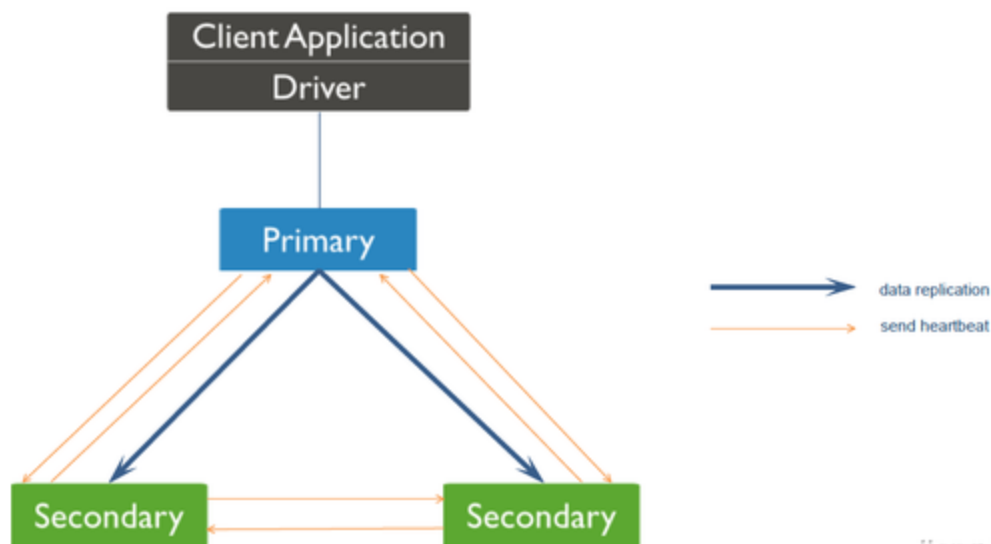 Client Application
Driver
Primary
data replication
send heartbeat
Secondary
Secondary